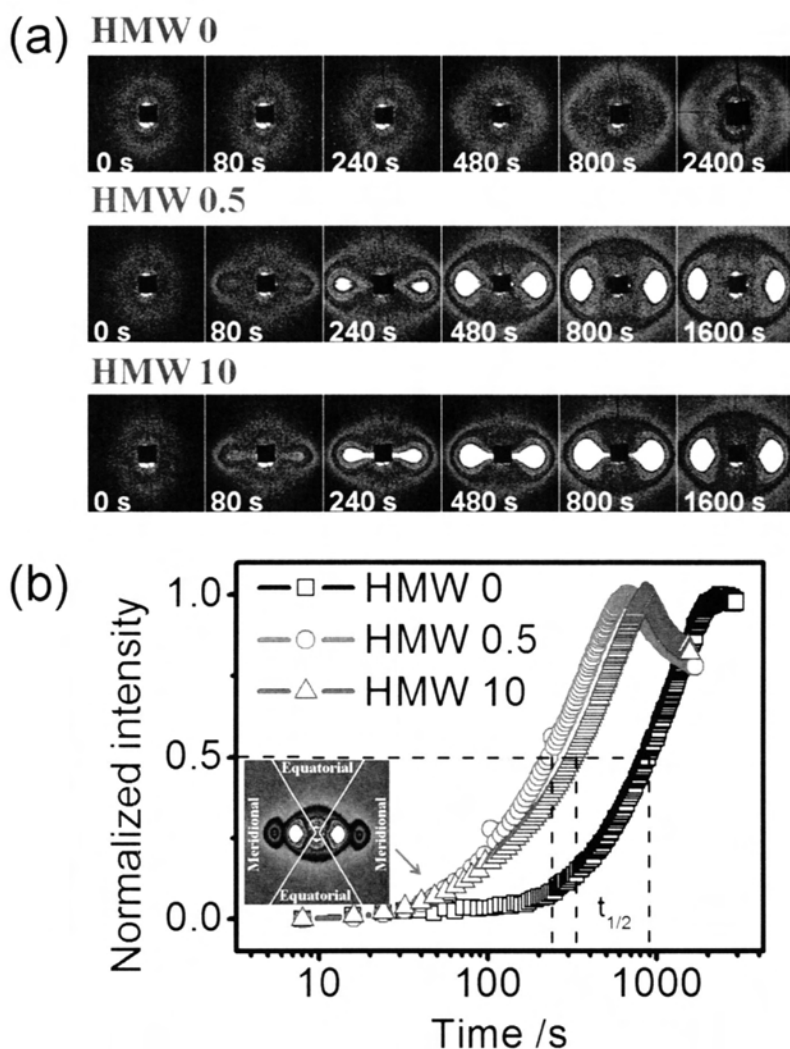 (a)
HMW 0
0 s 80 s 240 s 480 s 800 s 2400 s
HMW 0.5
0 s 80 s 240 s 480 s 800 s 1600 s
HMW 10
0 s 80 s 240 s 480 s 800 s 1600 s
(b)
Normalized intensity
1.0
0.5
0.0
HMW 0
HMW 0.5
HMW 10
Equatorial
Meridional
Meridional
Equatorial
t1/2
10 100 1000
Time /s